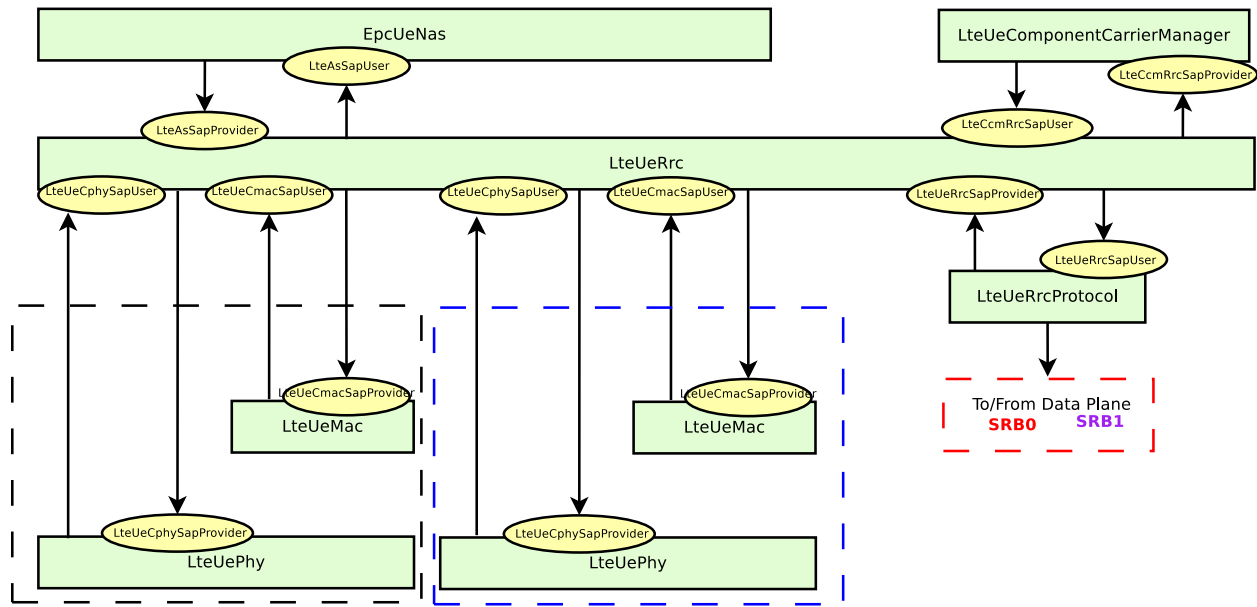 EpcUeNas
LteUeComponentCarrierManager
LteAsSapUser
LteCcmRrcSapProvider
LteAsSapProvider
LteCcmRrcSapUser
LteUeRrc
LteUeCphySapUser
LteUeCmacSapUser
LteUeCphySapUser
LteUeCmacSapUser
LteUeRrcSapProvider
LteUeRrcSapUser
LteUeRrcProtocol
LteUeCmacSapProvider
LteUeCmacSapProvider
To/From Data Plane
SRB0 SRB1
LteUeMac
LteUeMac
LteUeCphySapProvider
LteUeCphySapProvider
LteUePhy
LteUePhy